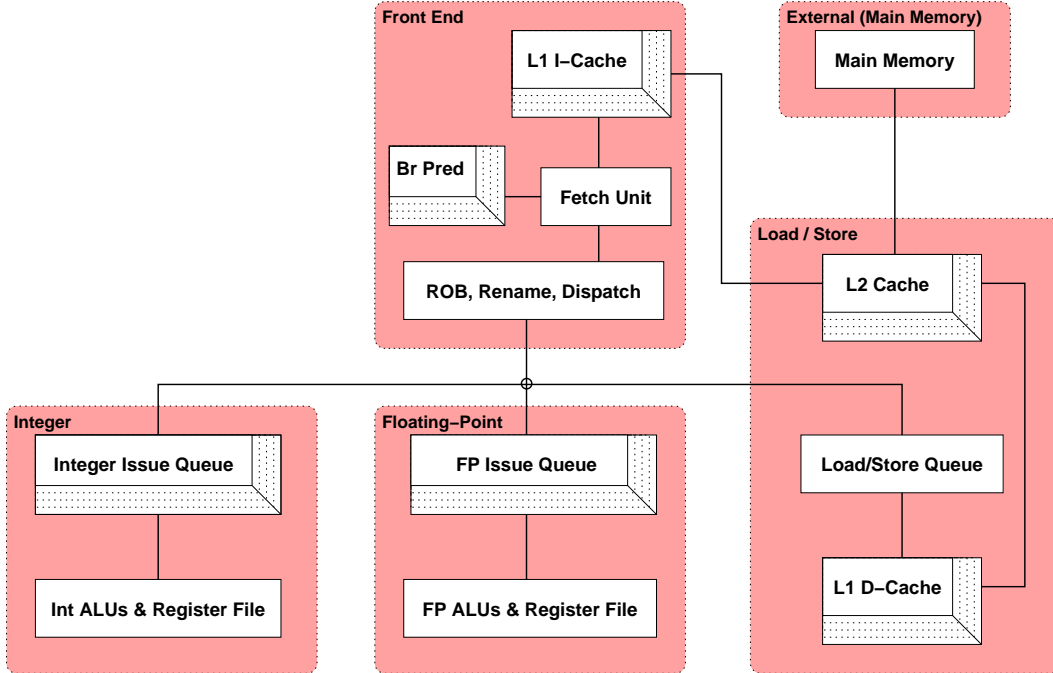 Front End
L1 I–Cache
Br Pred
Fetch Unit
ROB, Rename, Dispatch
External (Main Memory)
Main Memory
Load / Store
L2 Cache
Load/Store Queue
L1 D–Cache
Integer
Integer Issue Queue
Int ALUs & Register File
Floating–Point
FP Issue Queue
FP ALUs & Register File